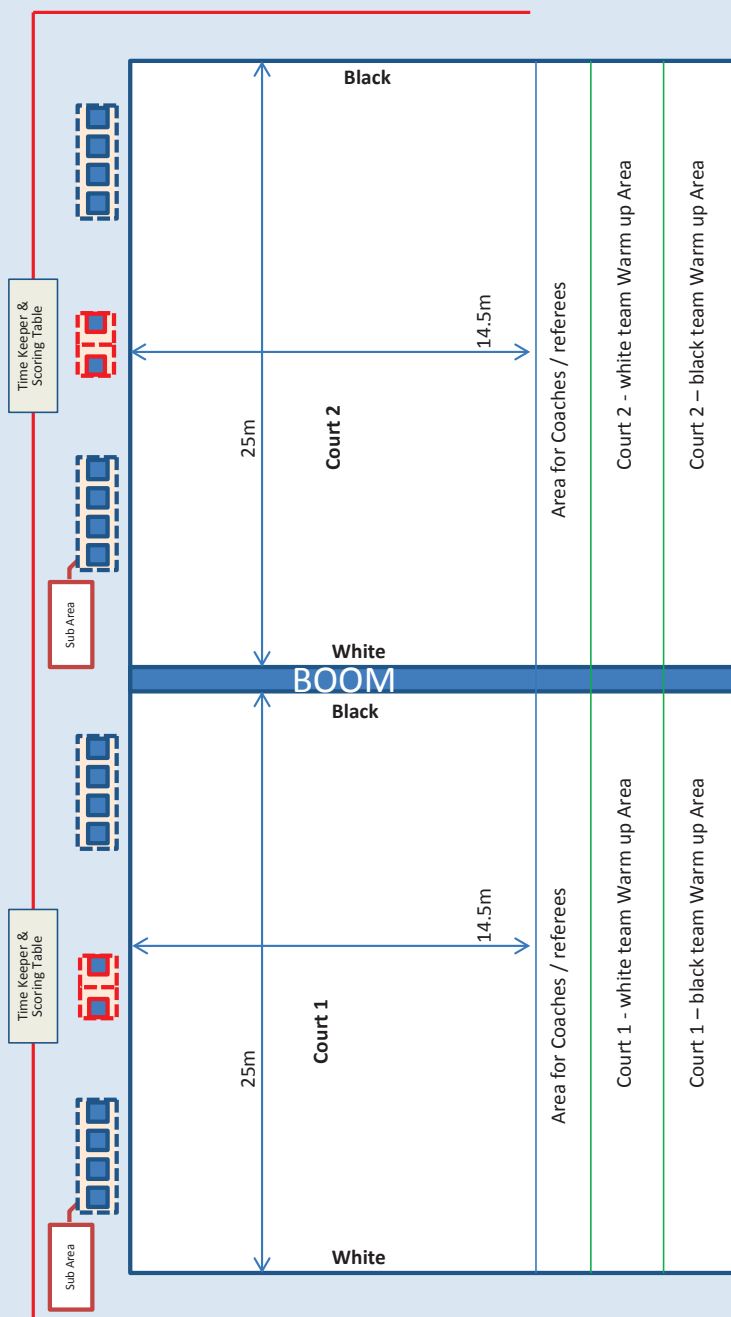 Black
Time Keeper &
Scoring Table
14.5m
25m
Court 2
Area for Coaches / referees
Court 2 - white team Warm up Area
Court 2 – black team Warm up Area
Sub Area
White
BOOM
Black
Time Keeper &
Scoring Table
14.5m
25m
Court 1
Area for Coaches / referees
Court 1 - white team Warm up Area
Court 1 – black team Warm up Area
Sub Area
White